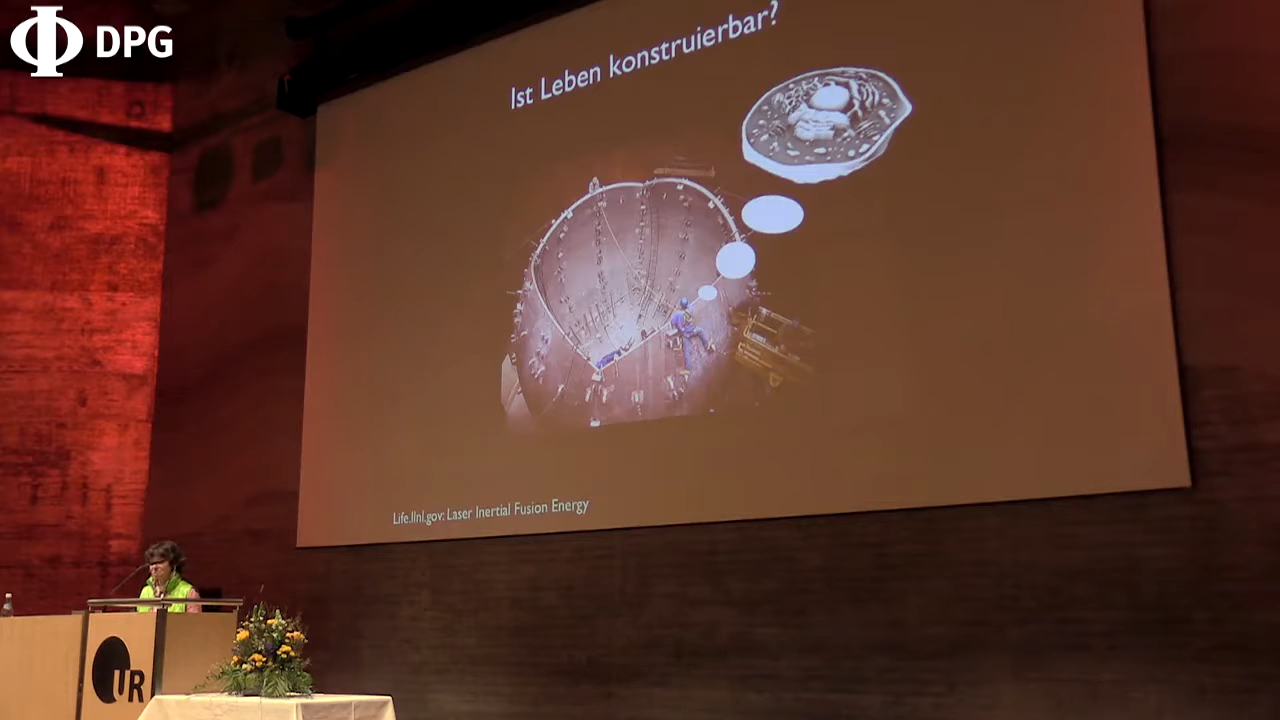 DPG
Ist Leben konstruierbar?
Life.llnl.gov: Laser Inertial Fusion Energy
UR